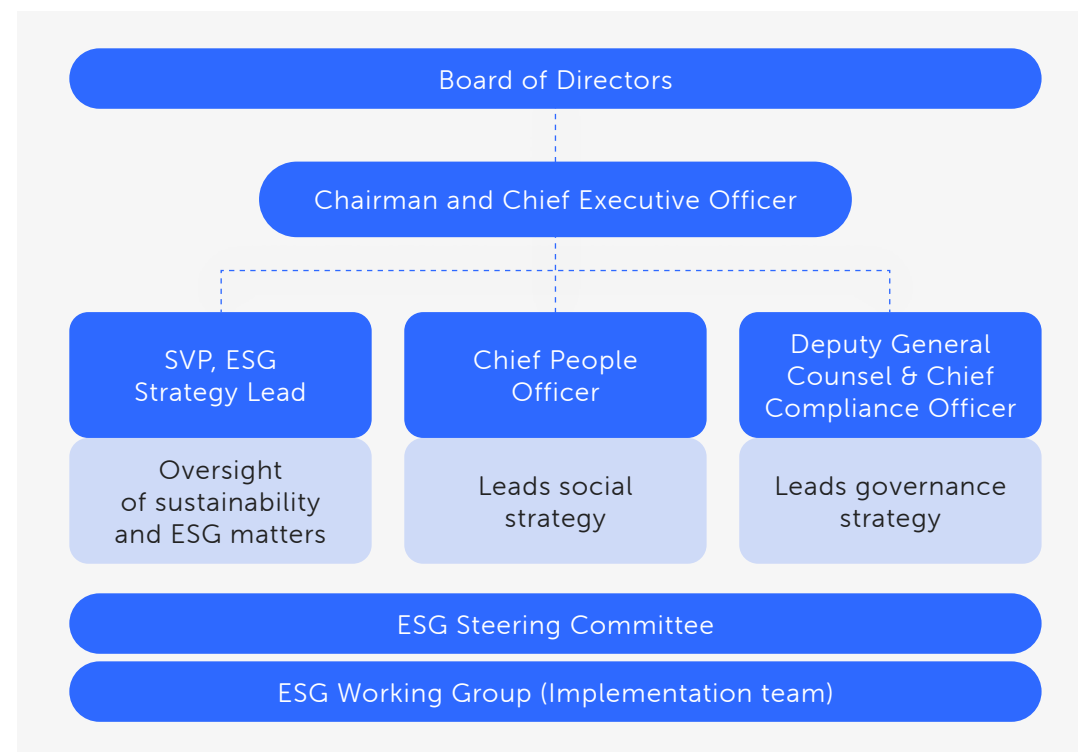 Board of Directors
Chairman and Chief Executive Officer
SVP, ESG
Strategy Lead
Oversight
of sustainability
and ESG matters
Chief People
Officer
Leads social
strategy
Deputy General
Counsel & Chief
Compliance Officer
Leads governance
strategy
ESG Steering Committee
ESG Working Group (Implementation team)